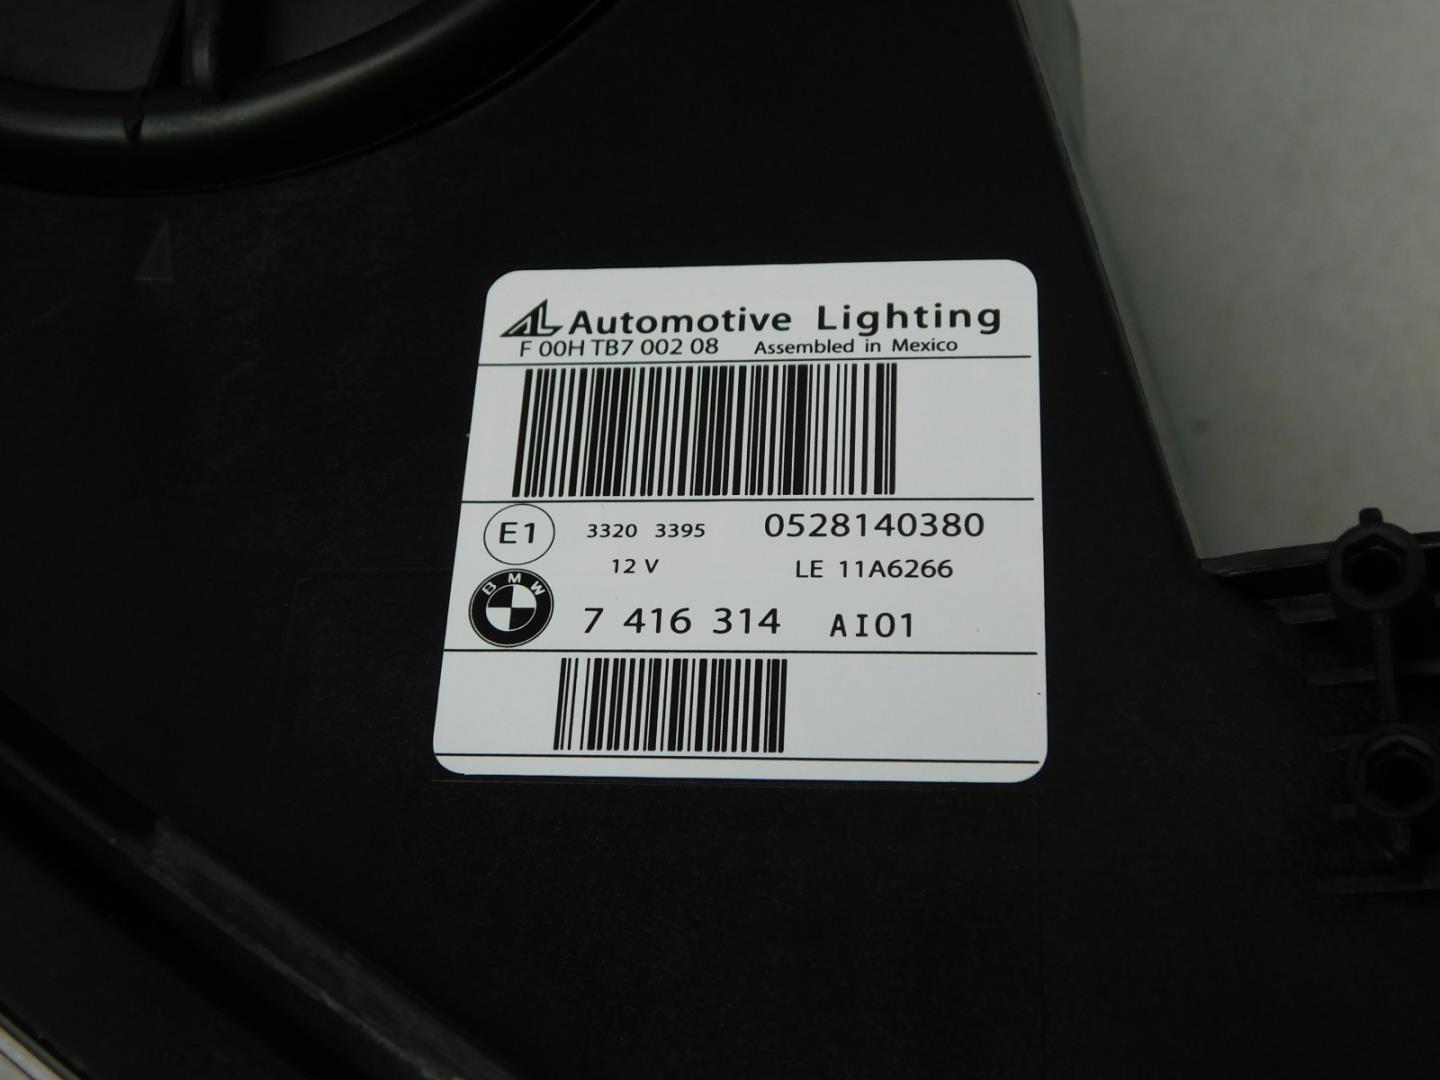 AL Automotive Lighting
F 00H TB7 002 08 Assembled in Mexico
E1 3320 3395 0528140380
12 V LE 11A6266
BMW 7 416 314 AI01